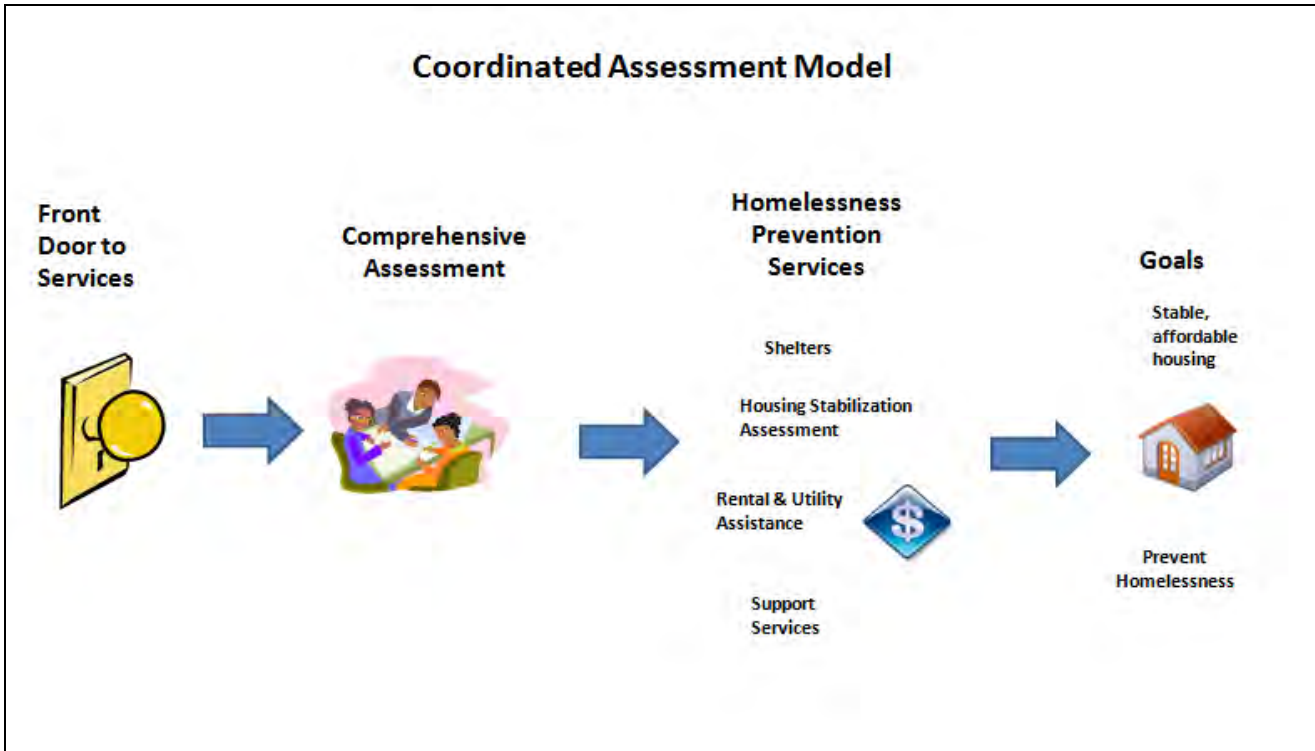 Coordinated Assessment Model
Front
Door to
Services
Comprehensive
Assessment
Homelessness
Prevention
Services
Shelters
Housing Stabilization
Assessment
Rental & Utility
Assistance
$
Support
Services
Goals
Stable,
affordable
housing
Prevent
Homelessness